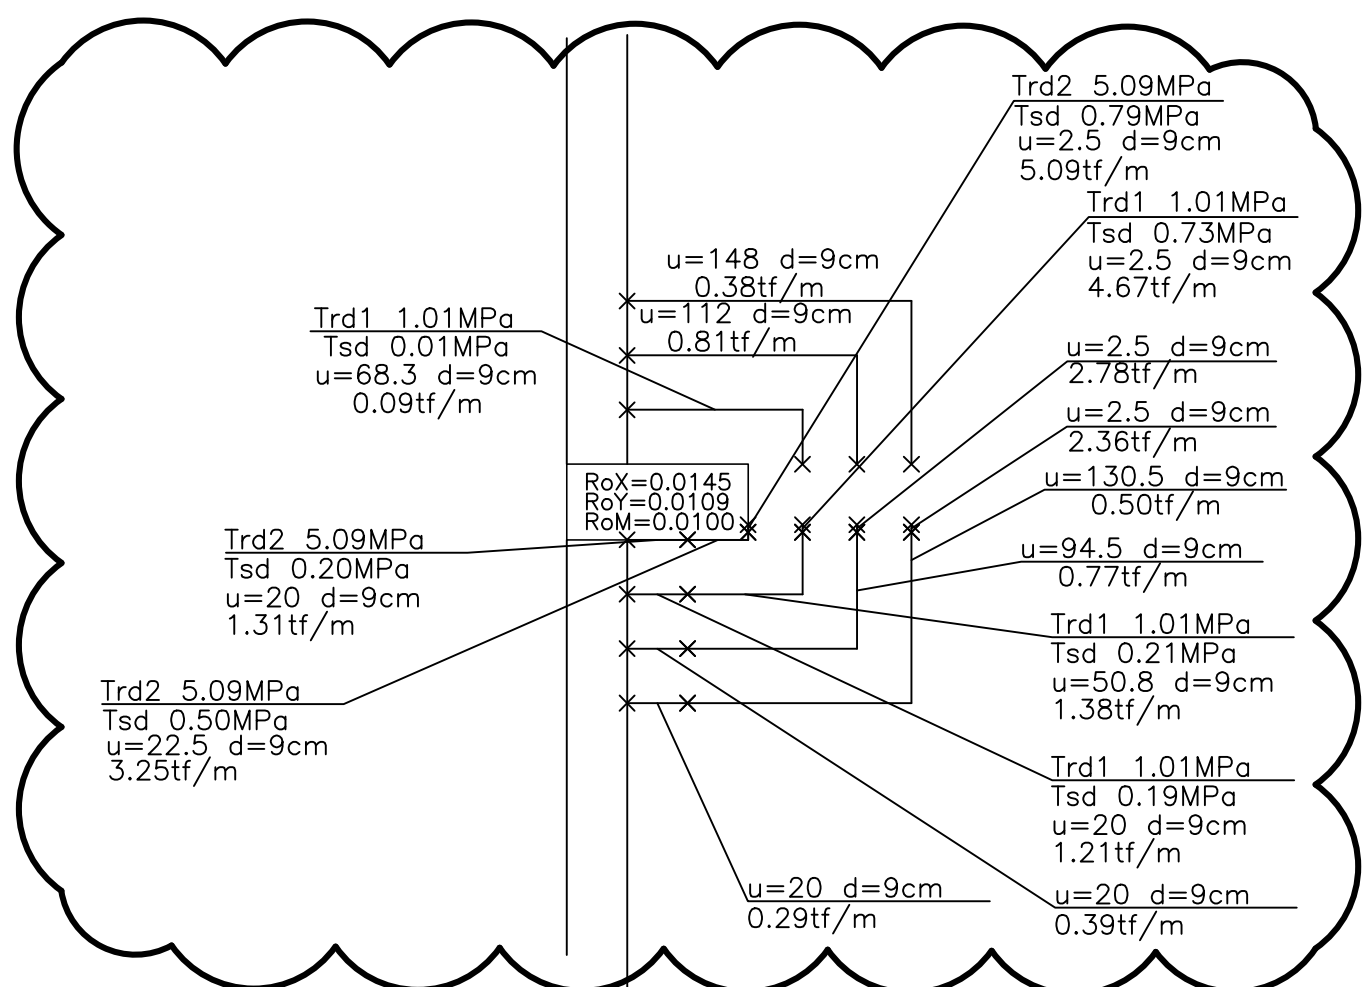 Trd2 5.09MPa
Tsd 0.79MPa
u=2.5 d=9cm
5.09tf/m
Trd1 1.01MPa
Tsd 0.73MPa
u=2.5 d=9cm
4.67tf/m
u=148 d=9cm
0.38tf/m
u=112 d=9cm
0.81tf/m
Trd1 1.01MPa
Tsd 0.01MPa
u=68.3 d=9cm
0.09tf/m
u=2.5 d=9cm
2.78tf/m
u=2.5 d=9cm
2.36tf/m
u=130.5 d=9cm
0.50tf/m
RoX=0.0145
RoY=0.0109
RoM=0.0100
Trd2 5.09MPa
Tsd 0.20MPa
u=20 d=9cm
1.31tf/m
u=94.5 d=9cm
0.77tf/m
Trd1 1.01MPa
Tsd 0.21MPa
u=50.8 d=9cm
1.38tf/m
Trd2 5.09MPa
Tsd 0.50MPa
u=22.5 d=9cm
3.25tf/m
Trd1 1.01MPa
Tsd 0.19MPa
u=20 d=9cm
1.21tf/m
u=20 d=9cm
0.29tf/m
u=20 d=9cm
0.39tf/m